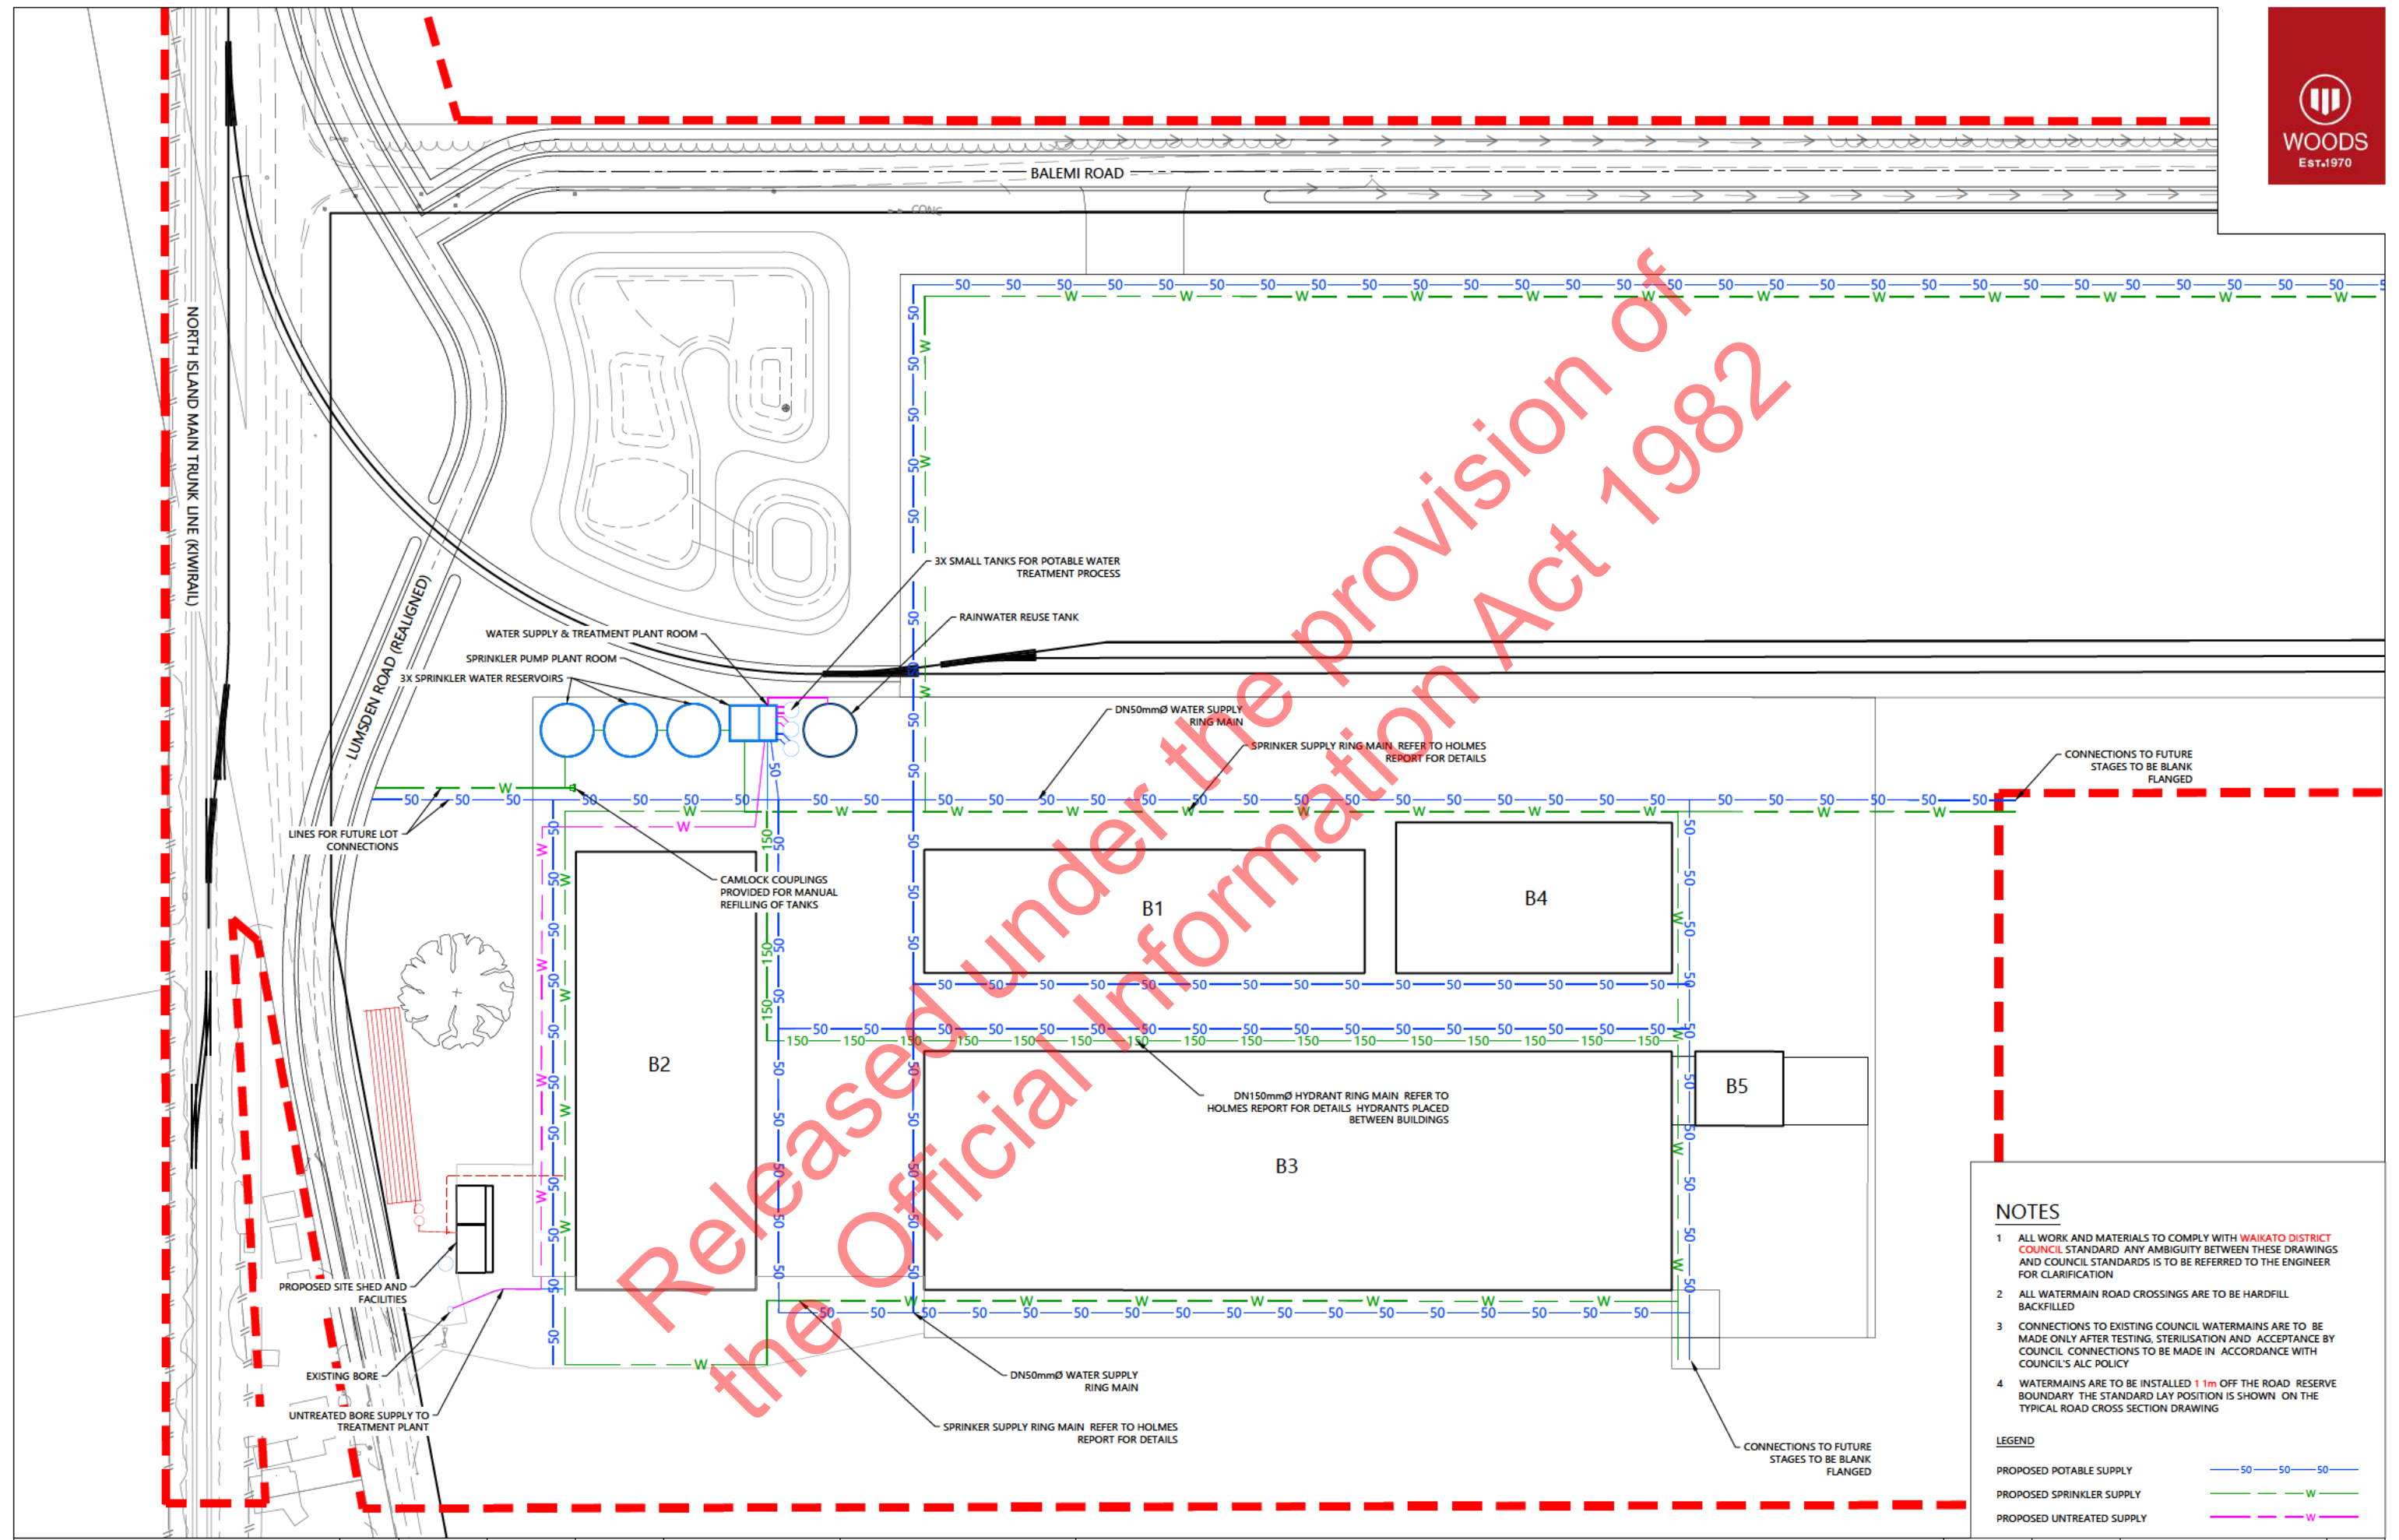 WOODS
EST.1970
BALEMI ROAD
CONC
NORTH ISLAND MAIN TRUNK LINE (KIWIRAIL)
LUMSDEN ROAD (REALIGNED)
3X SMALL TANKS FOR POTABLE WATER
TREATMENT PROCESS
RAINWATER REUSE TANK
WATER SUPPLY & TREATMENT PLANT ROOM
SPRINKLER PUMP PLANT ROOM
3X SPRINKLER WATER RESERVOIRS
DN50mmØ WATER SUPPLY
RING MAIN
SPRINKER SUPPLY RING MAIN REFER TO HOLMES
REPORT FOR DETAILS
CONNECTIONS TO FUTURE
STAGES TO BE BLANK
FLANGED
LINES FOR FUTURE LOT
CONNECTIONS
CAMLOCK COUPLINGS
PROVIDED FOR MANUAL
REFILLING OF TANKS
B1
B4
B2
B5
B3
DN150mmØ HYDRANT RING MAIN REFER TO
HOLMES REPORT FOR DETAILS HYDRANTS PLACED
BETWEEN BUILDINGS
PROPOSED SITE SHED AND
FACILITIES
EXISTING BORE
UNTREATED BORE SUPPLY TO
TREATMENT PLANT
DN50mmØ WATER SUPPLY
RING MAIN
SPRINKER SUPPLY RING MAIN REFER TO HOLMES
REPORT FOR DETAILS
CONNECTIONS TO FUTURE
STAGES TO BE BLANK
FLANGED
Released under the provision of
the Official Information Act 1982
NOTES
1 ALL WORK AND MATERIALS TO COMPLY WITH WAIKATO DISTRICT
COUNCIL STANDARD ANY AMBIGUITY BETWEEN THESE DRAWINGS
AND COUNCIL STANDARDS IS TO BE REFERRED TO THE ENGINEER
FOR CLARIFICATION
2 ALL WATERMAIN ROAD CROSSINGS ARE TO BE HARDFILL
BACKFILLED
3 CONNECTIONS TO EXISTING COUNCIL WATERMAINS ARE TO BE
MADE ONLY AFTER TESTING, STERILISATION AND ACCEPTANCE BY
COUNCIL CONNECTIONS TO BE MADE IN ACCORDANCE WITH
COUNCIL'S ALC POLICY
4 WATERMAINS ARE TO BE INSTALLED 1 1m OFF THE ROAD RESERVE
BOUNDARY THE STANDARD LAY POSITION IS SHOWN ON THE
TYPICAL ROAD CROSS SECTION DRAWING
LEGEND
PROPOSED POTABLE SUPPLY 50 50 50
PROPOSED SPRINKLER SUPPLY W
PROPOSED UNTREATED SUPPLY W